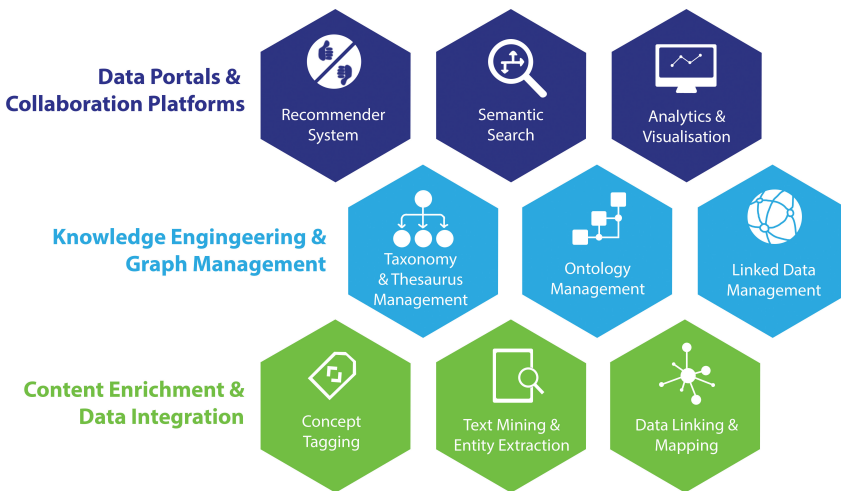 Data Portals &
Collaboration Platforms
Recommender
System
Semantic
Search
Analytics &
Visualisation
Knowledge Engingeering &
Graph Management
Taxonomy
& Thesaurus
Management
Ontology
Management
Linked Data
Management
Content Enrichment &
Data Integration
Concept
Tagging
Text Mining &
Entity Extraction
Data Linking &
Mapping